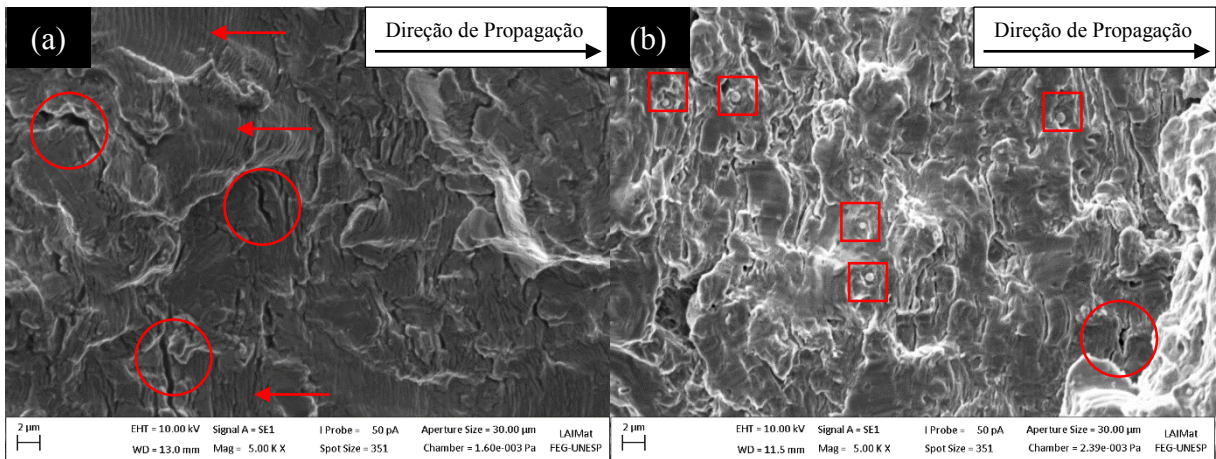 (a)
Direção de Propagação
(b)
Direção de Propagação
2 µm
EHT = 10.00 kV
Signal A = SE1
I Probe = 50 pA
Aperture Size = 30.00 µm
LAIMat
WD = 13.0 mm
Mag = 5.00 K X
Spot Size = 351
Chamber = 1.60e-003 Pa
FEG-UNESP
2 µm
EHT = 10.00 kV
Signal A = SE1
I Probe = 50 pA
Aperture Size = 30.00 µm
LAIMat
WD = 11.5 mm
Mag = 5.00 K X
Spot Size = 351
Chamber = 2.39e-003 Pa
FEG-UNESP